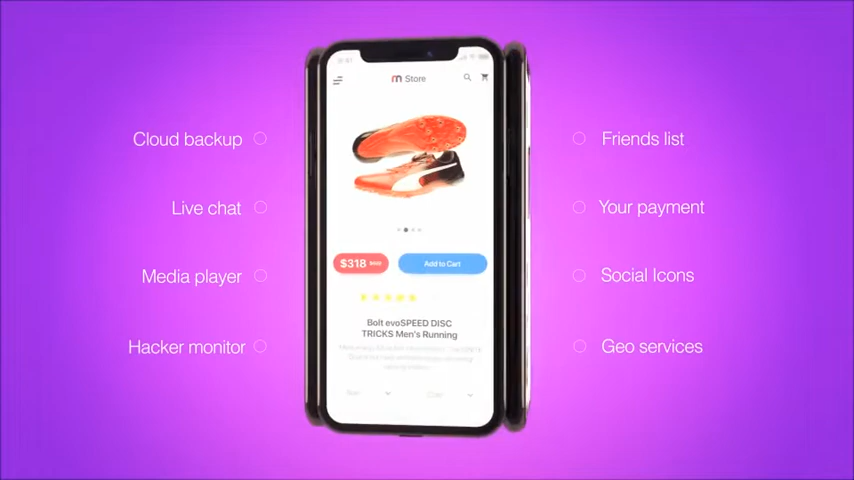 m Store
Cloud backup
Live chat
Media player
Hacker monitor
Friends list
Your payment
Social Icons
Geo services
$318
Add to Cart
Bolt evoSPEED DISC
TRICKS Men's Running